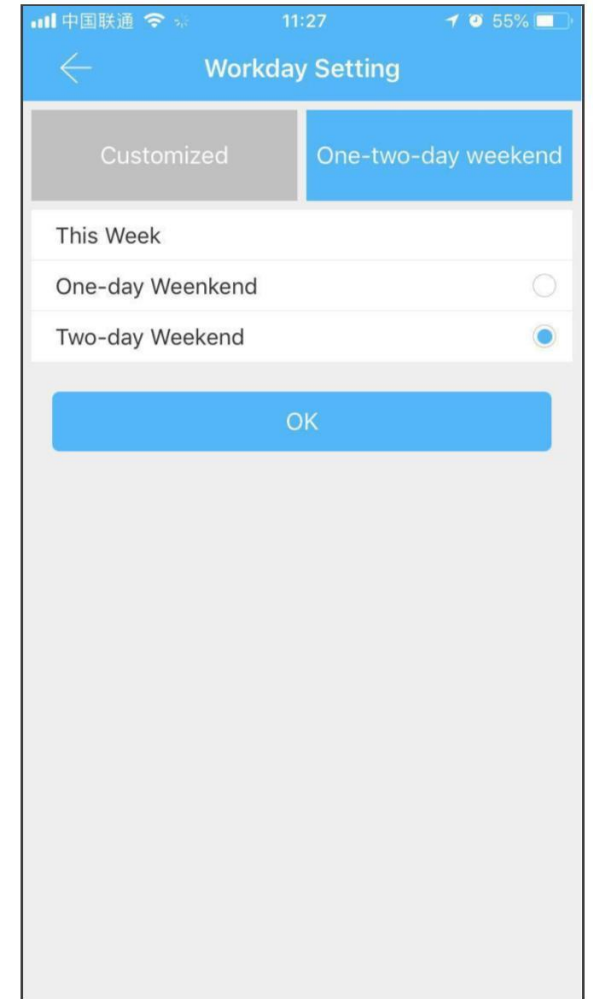 中国联通 11:27 55%
Workday Setting
Customized One-two-day weekend
This Week
One-day Weenkend
Two-day Weekend
OK